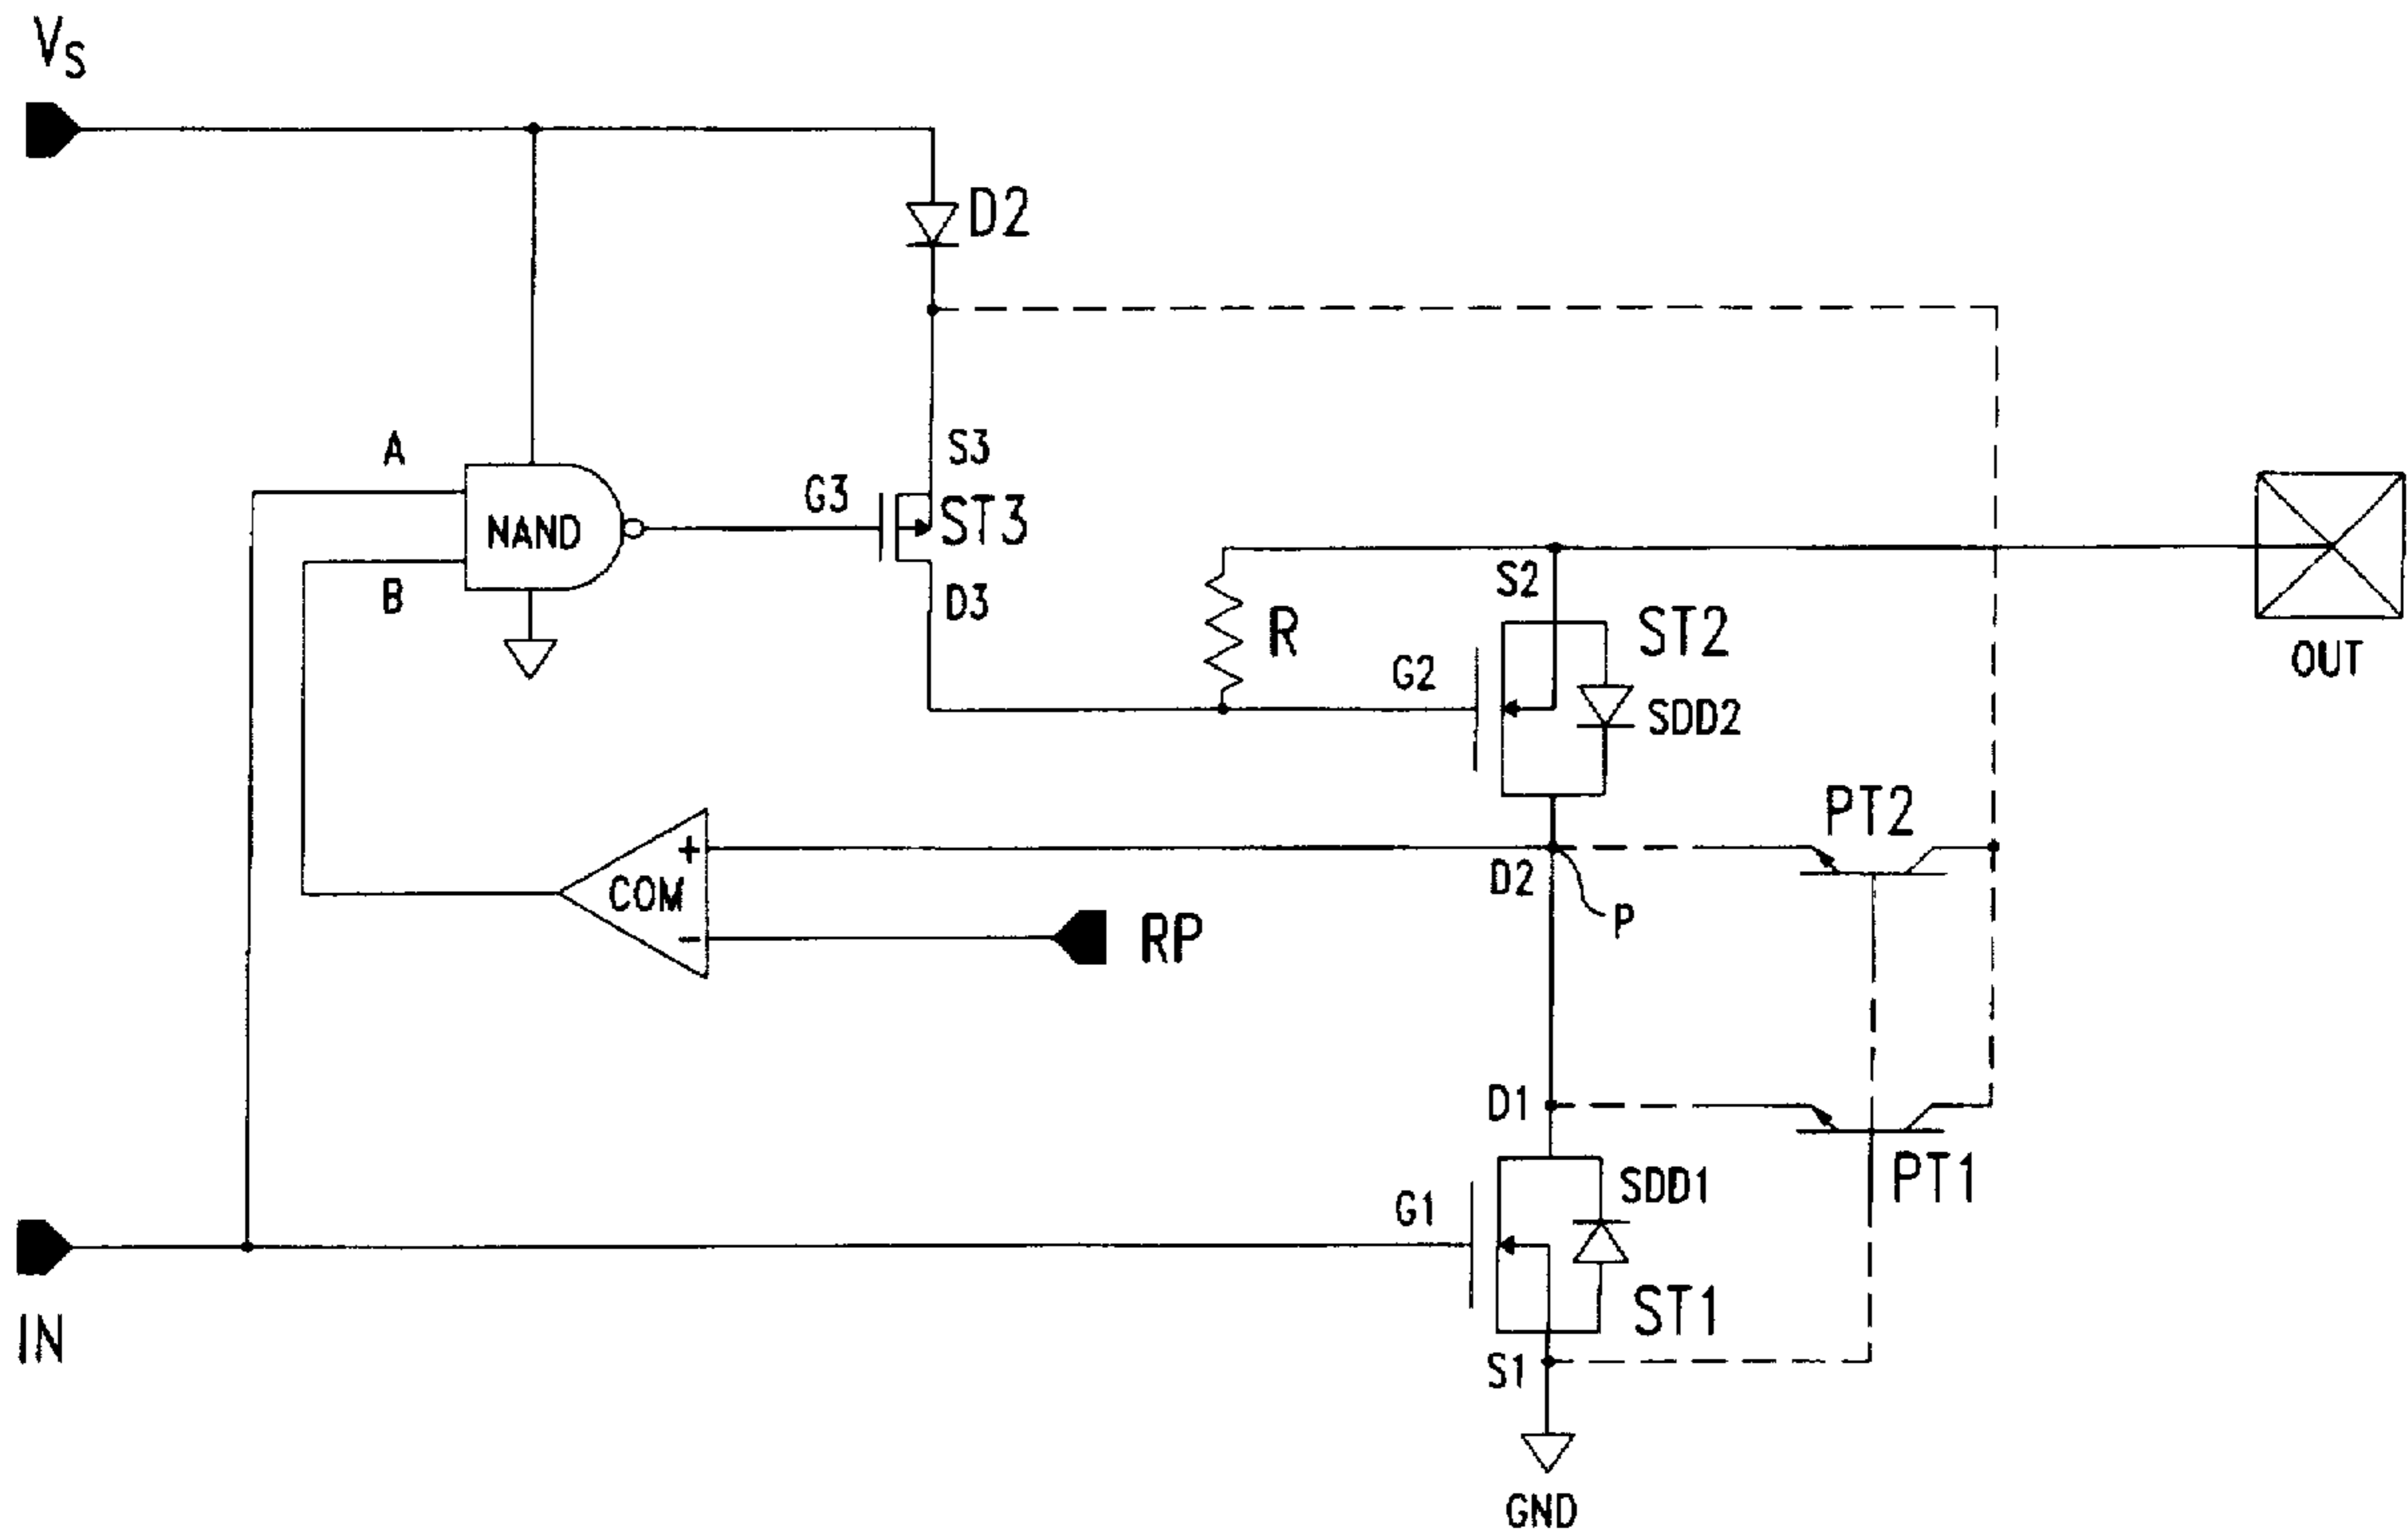 VS
D2
A
S3
G3
ST3
NAND
B
D3
S2
ST2
R
G2
OUT
SDD2
PT2
+
COM
D2
P
-
RP
D1
SDD1
PT1
G1
ST1
IN
S1
GND